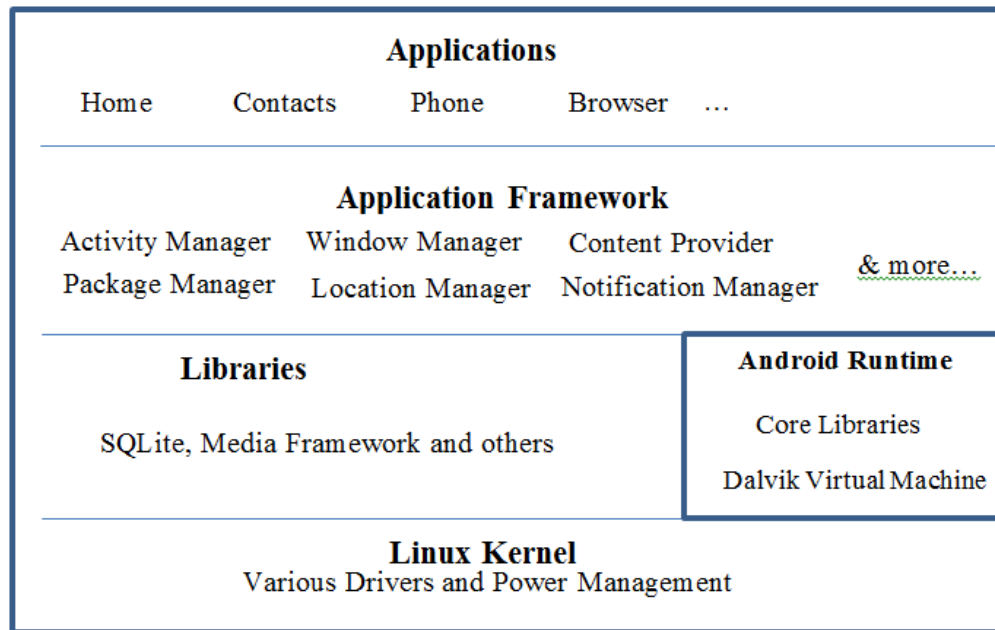 Applications
Home Contacts Phone Browser …
Application Framework
Activity Manager Window Manager Content Provider
& more…
Package Manager Location Manager Notification Manager
Libraries
SQLite, Media Framework and others
Android Runtime
Core Libraries
Dalvik Virtual Machine
Linux Kernel
Various Drivers and Power Management